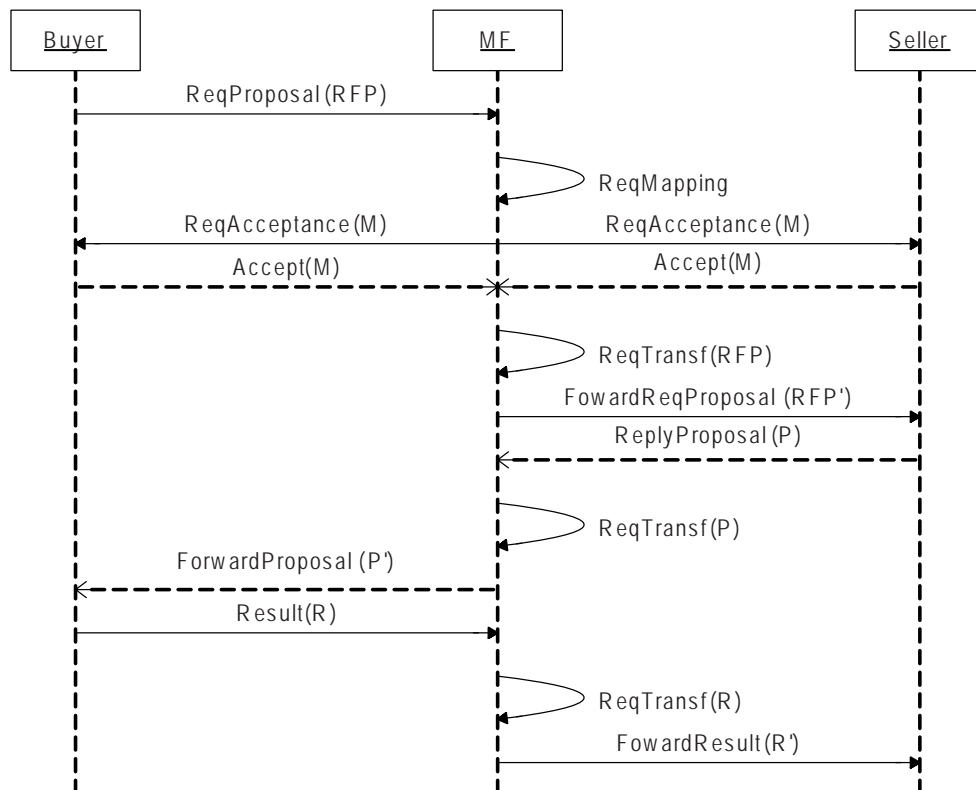 Buyer
MF
Seller
ReqProposal(RFP)
ReqMapping
ReqAcceptance(M)
ReqAcceptance(M)
Accept(M)
Accept(M)
ReqTransf(RFP)
FowardReqProposal (RFP')
ReplyProposal(P)
ReqTransf(P)
ForwardProposal (P')
Result(R)
ReqTransf(R)
FowardResult(R')